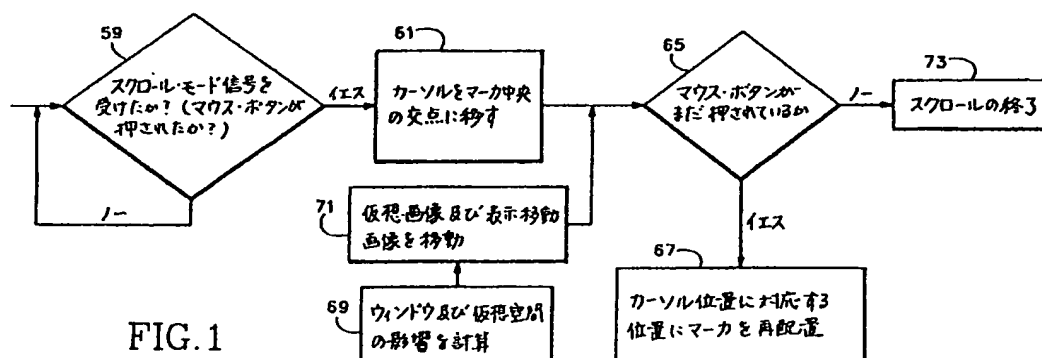 59
スクロール・モード信号を
受けたか?(マウス・ボタンが
押されたか?)
イエス
ノー
61
カーソルをマーカ中央
の交点に移す
65
マウス・ボタンが
まだ押されているか
ノー
73
スクロールの終了
イエス
71
仮想画像及び表示移動
画像を移動
67
カーソル位置に対応する
位置にマーカを再配置
69
ウィンドウ及び仮想空間
の影響を計算
FIG.1